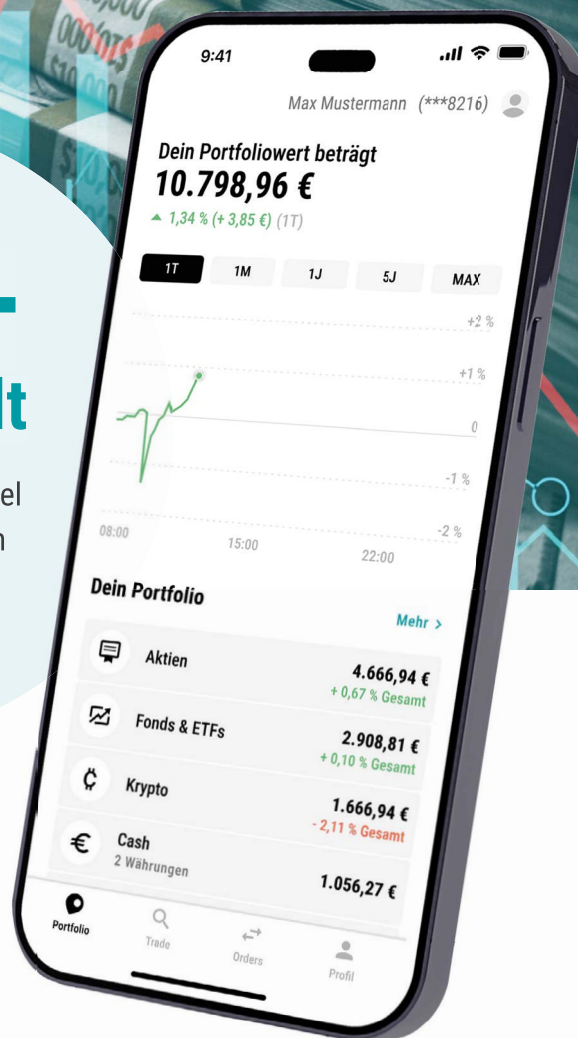 9:41
Max Mustermann (***8216)
Dein Portfoliowert beträgt
10.798,96 €
▲ 1,34 % (+ 3,85 €) (1T)
1T 1M 1J 5J MAX
+2 %
+1 %
0
-1 %
-2 %
08:00 15:00 22:00
Dein Portfolio
Mehr >
Aktien 4.666,94 €
+ 0,67 % Gesamt
Fonds & ETFs 2.908,81 €
+ 0,10 % Gesamt
Krypto 1.666,94 €
- 2,11 % Gesamt
Cash 1.056,27 €
2 Währungen
Portfolio Trade Orders Profil